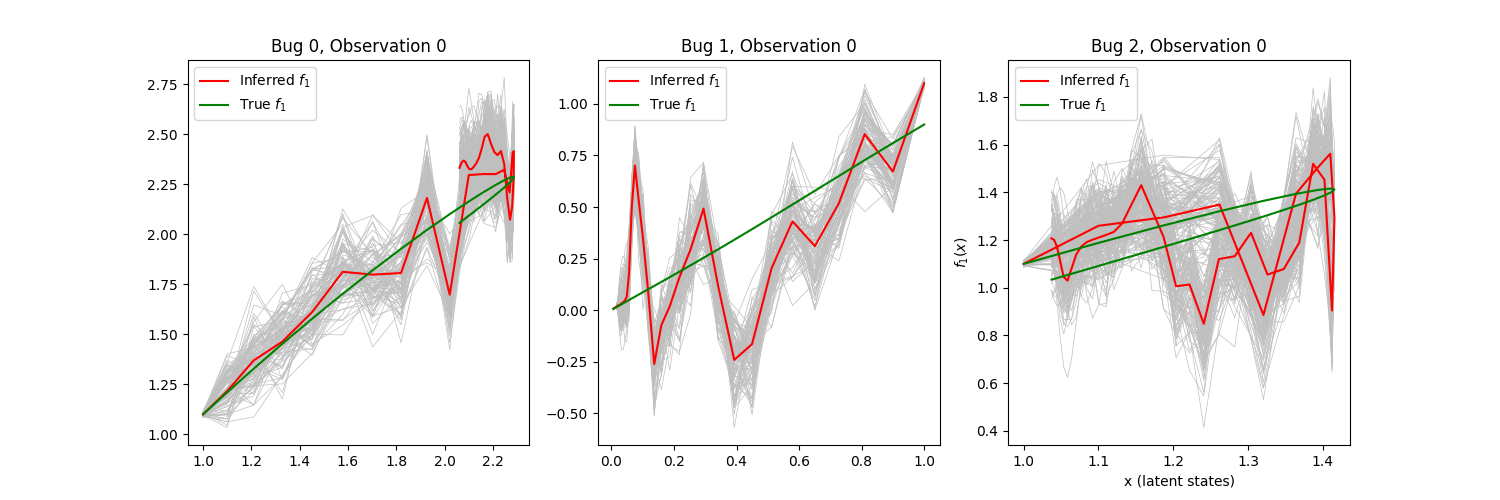 Bug 0, Observation 0
Inferred f₁
True f₁
2.75
2.50
2.25
2.00
1.75
1.50
1.25
1.00
1.0 1.2 1.4 1.6 1.8 2.0 2.2
Bug 1, Observation 0
Inferred f₁
True f₁
1.00
0.75
0.50
0.25
0.00
−0.25
−0.50
0.0 0.2 0.4 0.6 0.8 1.0
Bug 2, Observation 0
Inferred f₁
True f₁
f₁(x)
1.8
1.6
1.4
1.2
1.0
0.8
0.6
0.4
1.0 1.1 1.2 1.3 1.4
x (latent states)